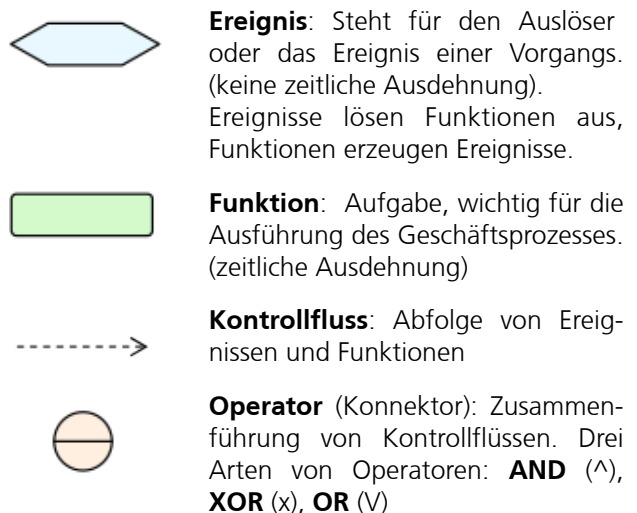 Ereignis: Steht für den Auslöser
oder das Ereignis einer Vorgangs.
(keine zeitliche Ausdehnung).
Ereignisse lösen Funktionen aus,
Funktionen erzeugen Ereignisse.
Funktion: Aufgabe, wichtig für die
Ausführung des Geschäftsprozesses.
(zeitliche Ausdehnung)
Kontrollfluss: Abfolge von Ereig-
nissen und Funktionen
Operator (Konnektor): Zusammen-
führung von Kontrollflüssen. Drei
Arten von Operatoren: AND (^),
XOR (x), OR (V)